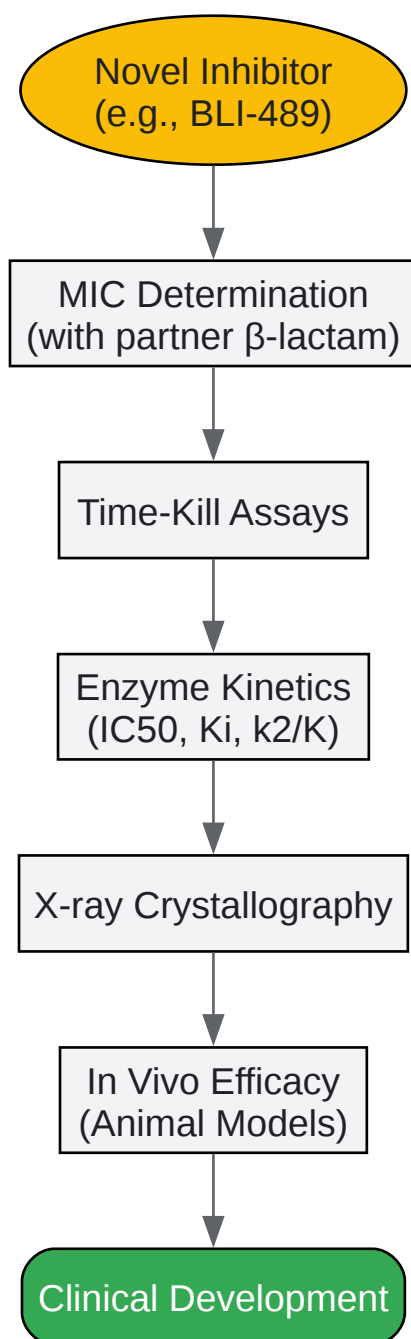 Novel Inhibitor
(e.g., BLI-489)
MIC Determination
(with partner β-lactam)
Time-Kill Assays
Enzyme Kinetics
(IC50, Ki, k2/K)
X-ray Crystallography
In Vivo Efficacy
(Animal Models)
Clinical Development